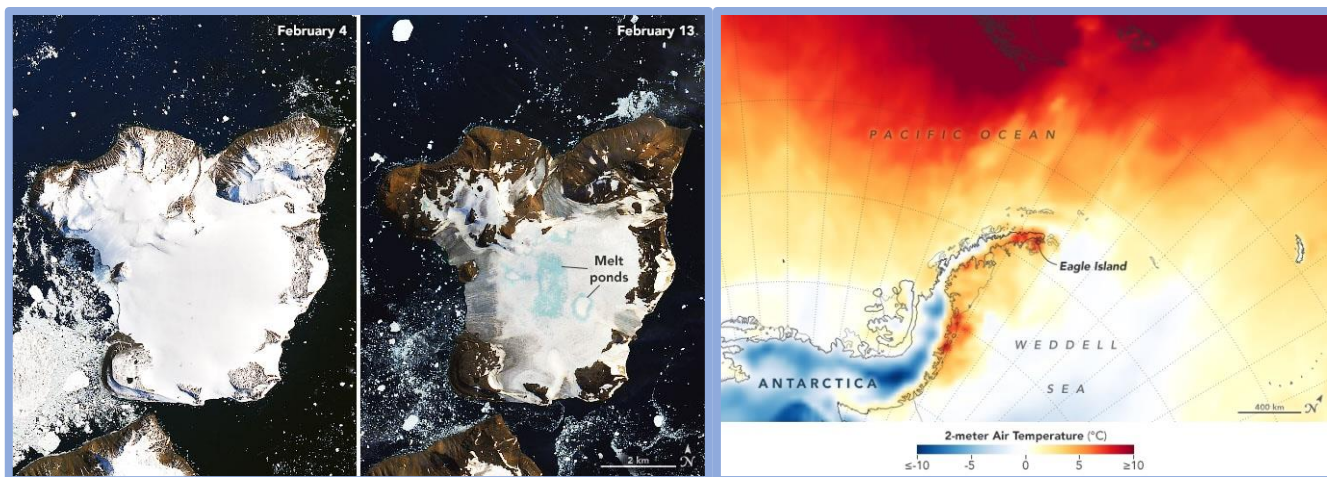 February 4
February 13
Melt
ponds
2 km
N
PACIFIC OCEAN
Eagle Island
WEDDELL
SEA
ANTARCTICA
400 km
N
2-meter Air Temperature (°C)
≤-10 -5 0 5 ≥10